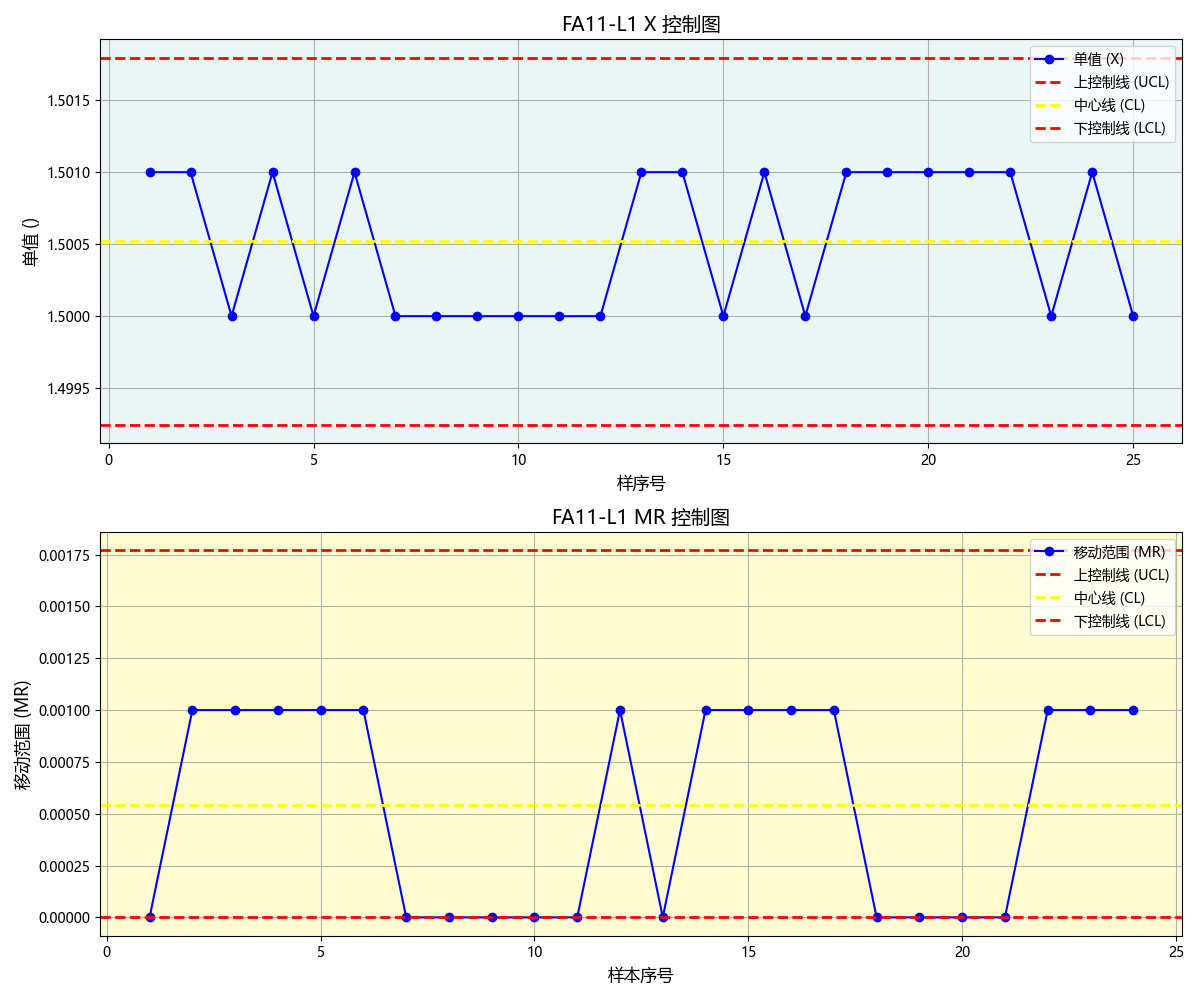 FA11-L1 X 控制图
单值 (X)
上控制线 (UCL)
中心线 (CL)
下控制线 (LCL)
单值 ()
1.5015
1.5010
1.5005
1.5000
1.4995
0 5 10 15 20 25
样序号
FA11-L1 MR 控制图
移动范围 (MR)
上控制线 (UCL)
中心线 (CL)
下控制线 (LCL)
移动范围 (MR)
0.00175
0.00150
0.00125
0.00100
0.00075
0.00050
0.00025
0.00000
0 5 10 15 20 25
样本序号